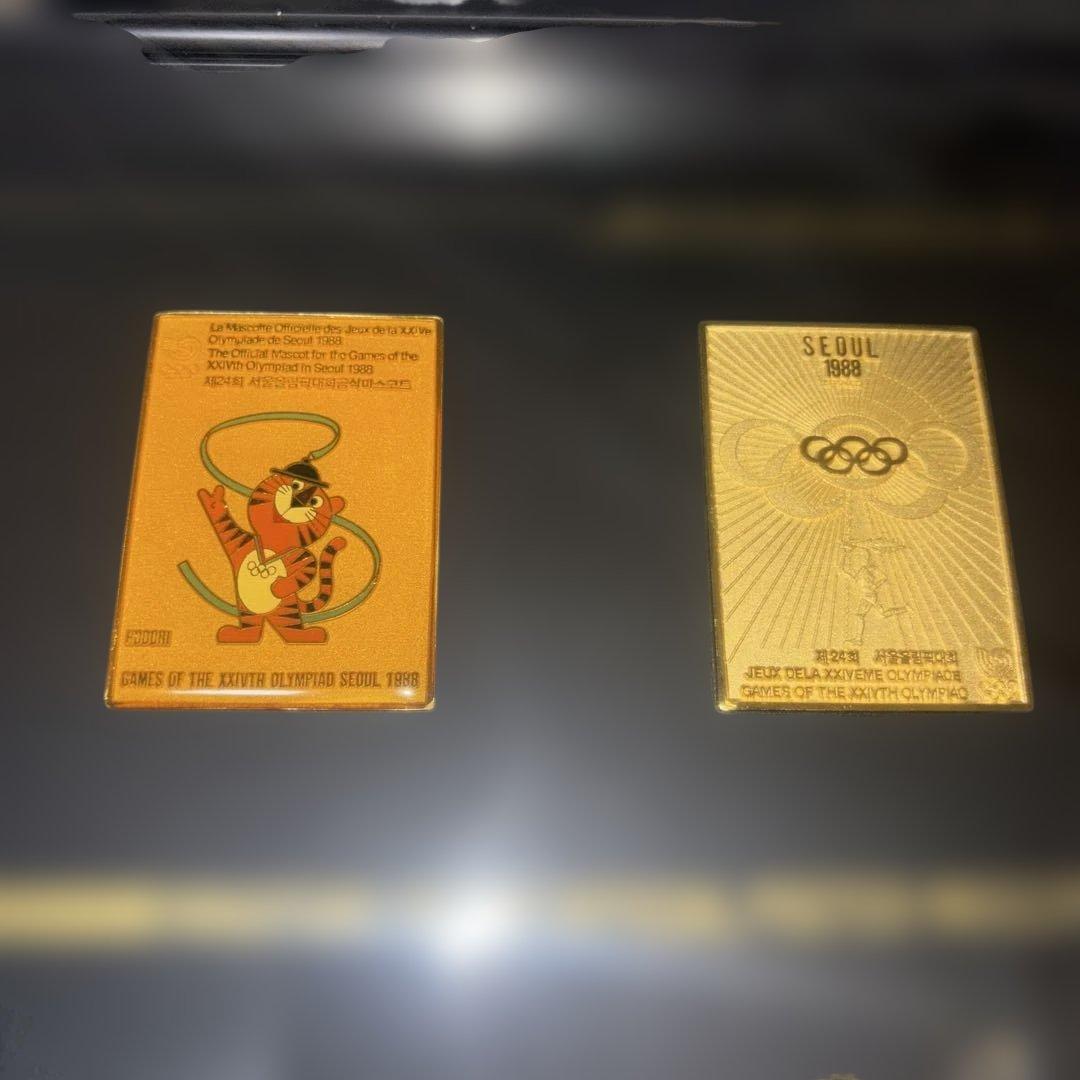 La Mascotte Officielle des Jeux de la XXIVe
Olympiade de Seoul 1988
The Official Mascot for the Games of the
XXIVth Olympiad in Seoul 1988
제24회 서울올림픽대회공식마스코트
HODORI
GAMES OF THE XXIVTH OLYMPIAD SEOUL 1988
SEOUL
1988
제24회 서울올림픽대회
JEUX DELA XXIVEME OLYMPIADE
GAMES OF THE XXIVTH OLYMPIAD